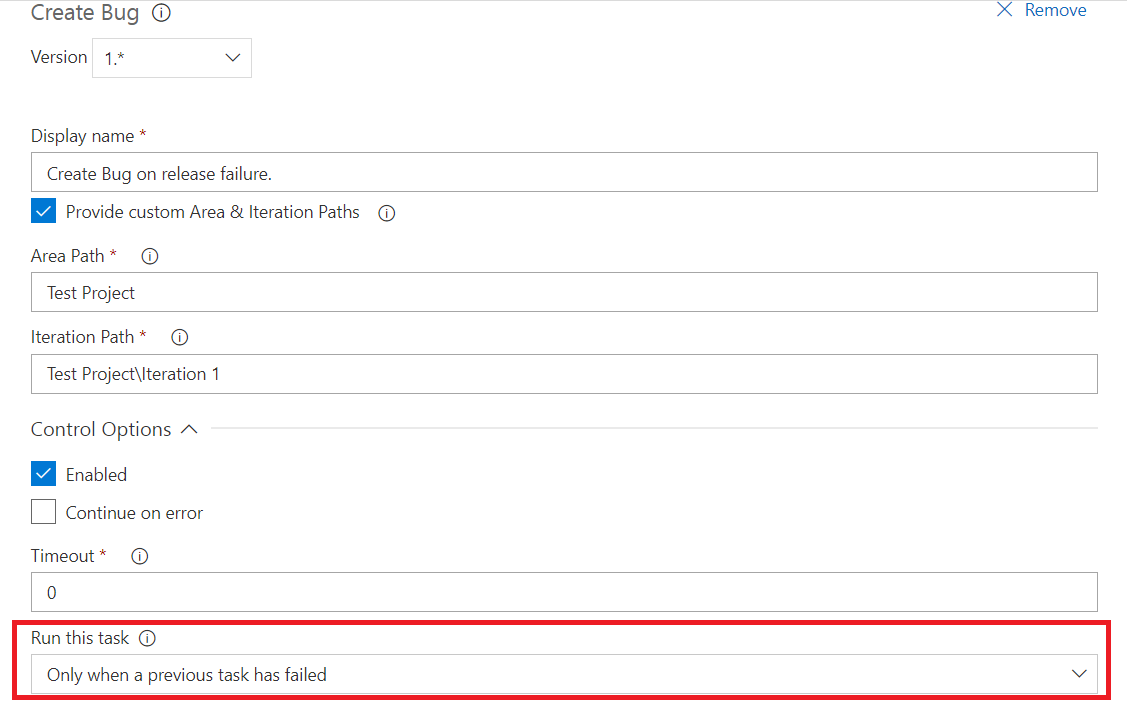 Create Bug
Remove
Version 1.*
Display name *
Create Bug on release failure.
Provide custom Area & Iteration Paths
Area Path *
Test Project
Iteration Path *
Test Project\Iteration 1
Control Options
Enabled
Continue on error
Timeout *
0
Run this task
Only when a previous task has failed